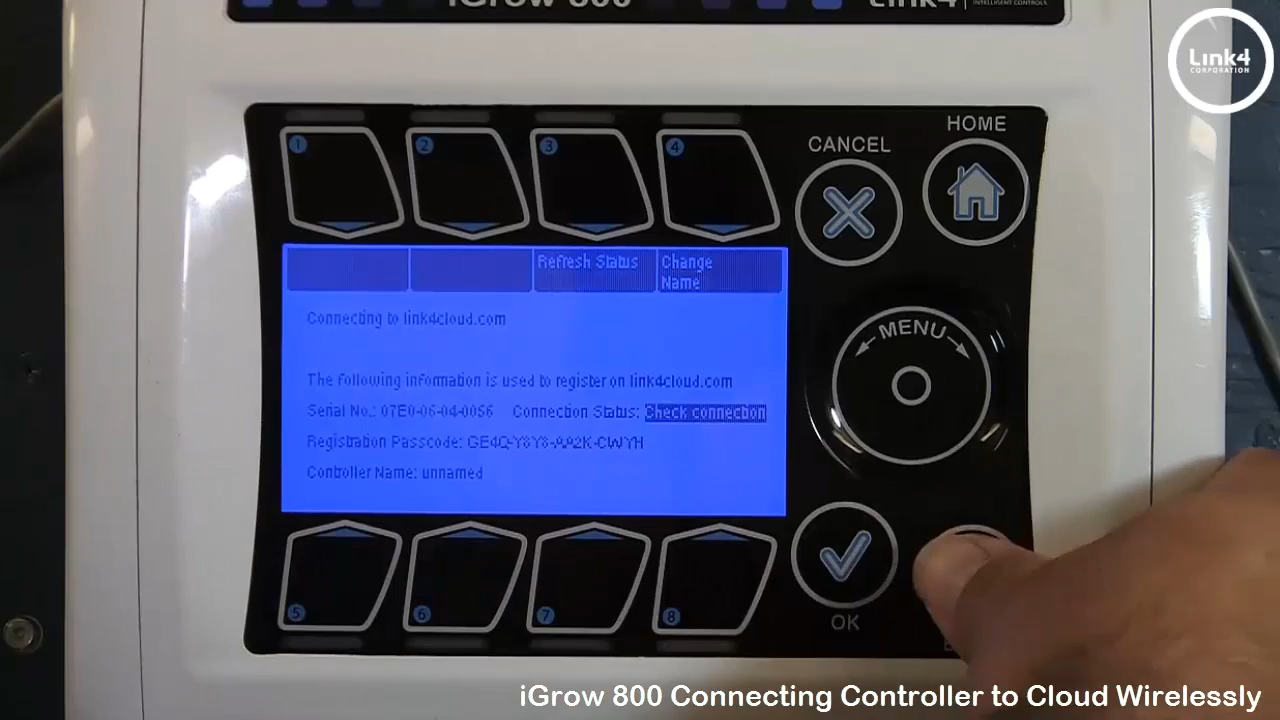 iGrow 800
Link4
INTELLIGENT CONTROLS
Link4
CORPORATION
HOME
CANCEL
1
2
3
4
Refresh Status
Change
Name
Connecting to link4cloud.com
MENU
The following information is used to register on link4cloud.com
Serial No.: 07E0-06-04-0056 Connection Status: Check connection
Registration Passcode: GE4Q-Y8Y8-AA2K-CWYH
Controller Name: unnamed
5
6
7
8
OK
iGrow 800 Connecting Controller to Cloud Wirelessly